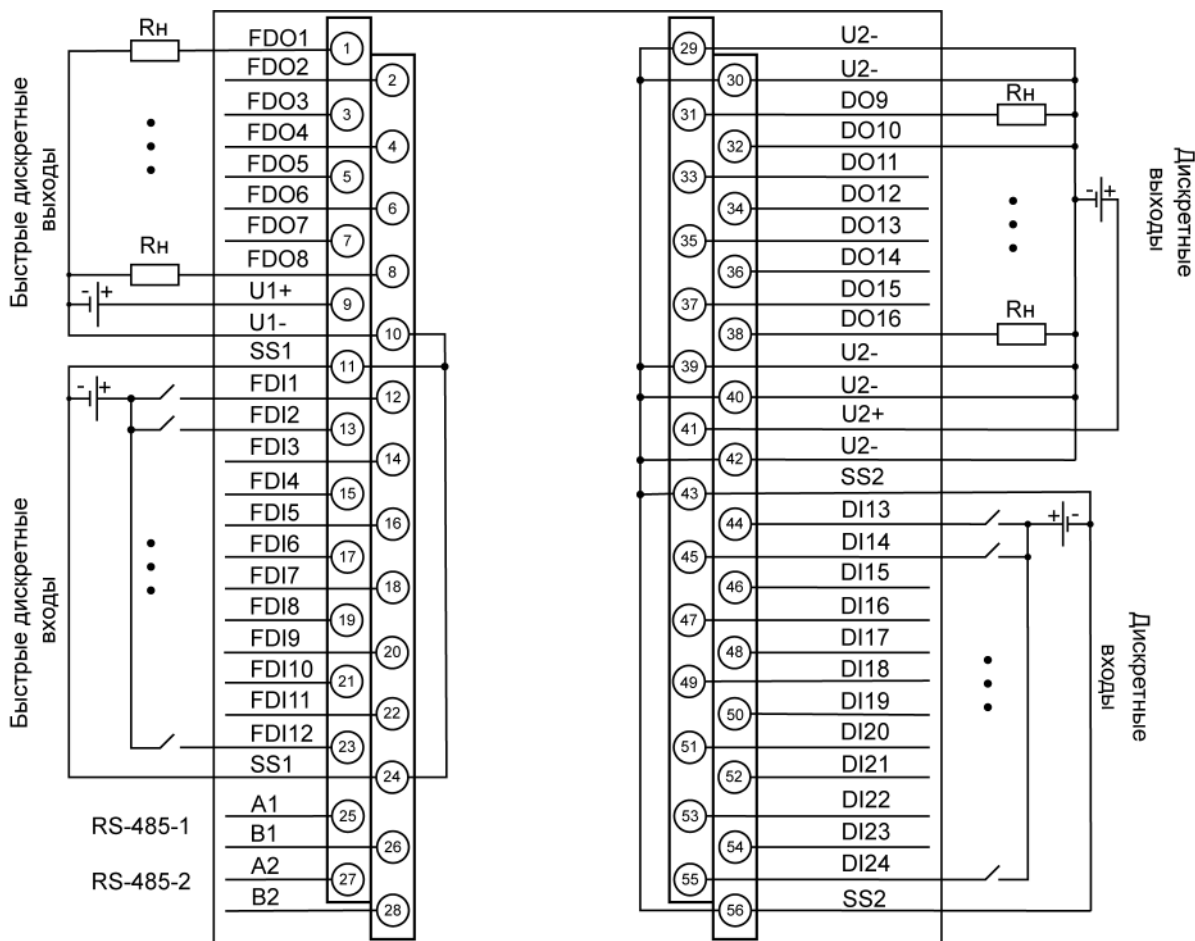 Быстрые дискретные
выходы
Rн
FDO1
1
FDO2
2
FDO3
3
FDO4
4
FDO5
5
FDO6
6
FDO7
7
Rн
FDO8
8
- +
U1+
9
U1-
10
SS1
11
Быстрые дискретные
входы
- +
FDI1
12
FDI2
13
FDI3
14
FDI4
15
FDI5
16
FDI6
17
FDI7
18
FDI8
19
FDI9
20
FDI10
21
FDI11
22
FDI12
23
SS1
24
RS-485-1
A1
25
B1
26
RS-485-2
A2
27
B2
28
29
U2-
30
U2-
31
DO9
Rн
32
DO10
33
DO11
34
DO12
35
DO13
36
DO14
37
DO15
38
DO16
Rн
- +
Дискретные
выходы
39
U2-
40
U2-
41
U2+
42
U2-
43
SS2
44
DI13
+ -
45
DI14
46
DI15
47
DI16
48
DI17
49
DI18
50
DI19
51
DI20
52
DI21
53
DI22
54
DI23
55
DI24
56
SS2
Дискретные
входы